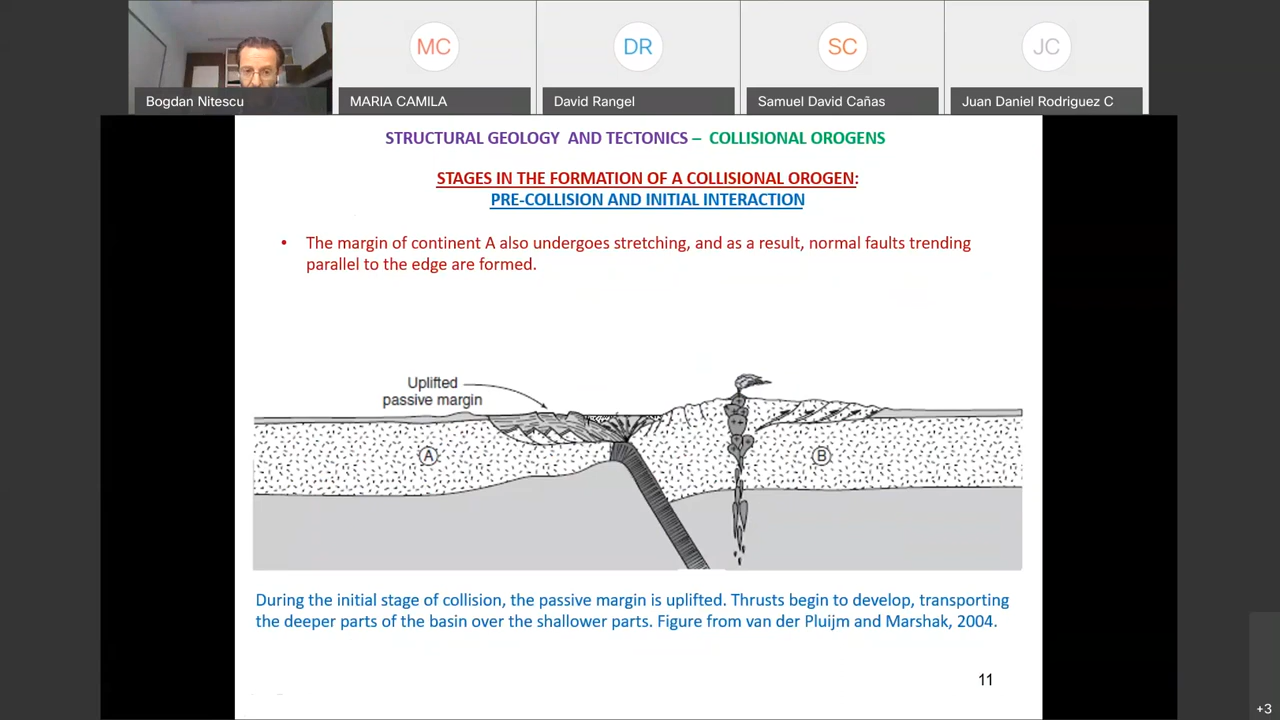 MC
DR
SC
JC
Bogdan Nitescu
MARIA CAMILA
David Rangel
Samuel David Cañas
Juan Daniel Rodriguez C
STRUCTURAL GEOLOGY AND TECTONICS – COLLISIONAL OROGENS
STAGES IN THE FORMATION OF A COLLISIONAL OROGEN:
PRE-COLLISION AND INITIAL INTERACTION
• The margin of continent A also undergoes stretching, and as a result, normal faults trending
parallel to the edge are formed.
Uplifted
passive margin
A
B
During the initial stage of collision, the passive margin is uplifted. Thrusts begin to develop, transporting
the deeper parts of the basin over the shallower parts. Figure from van der Pluijm and Marshak, 2004.
11
+3